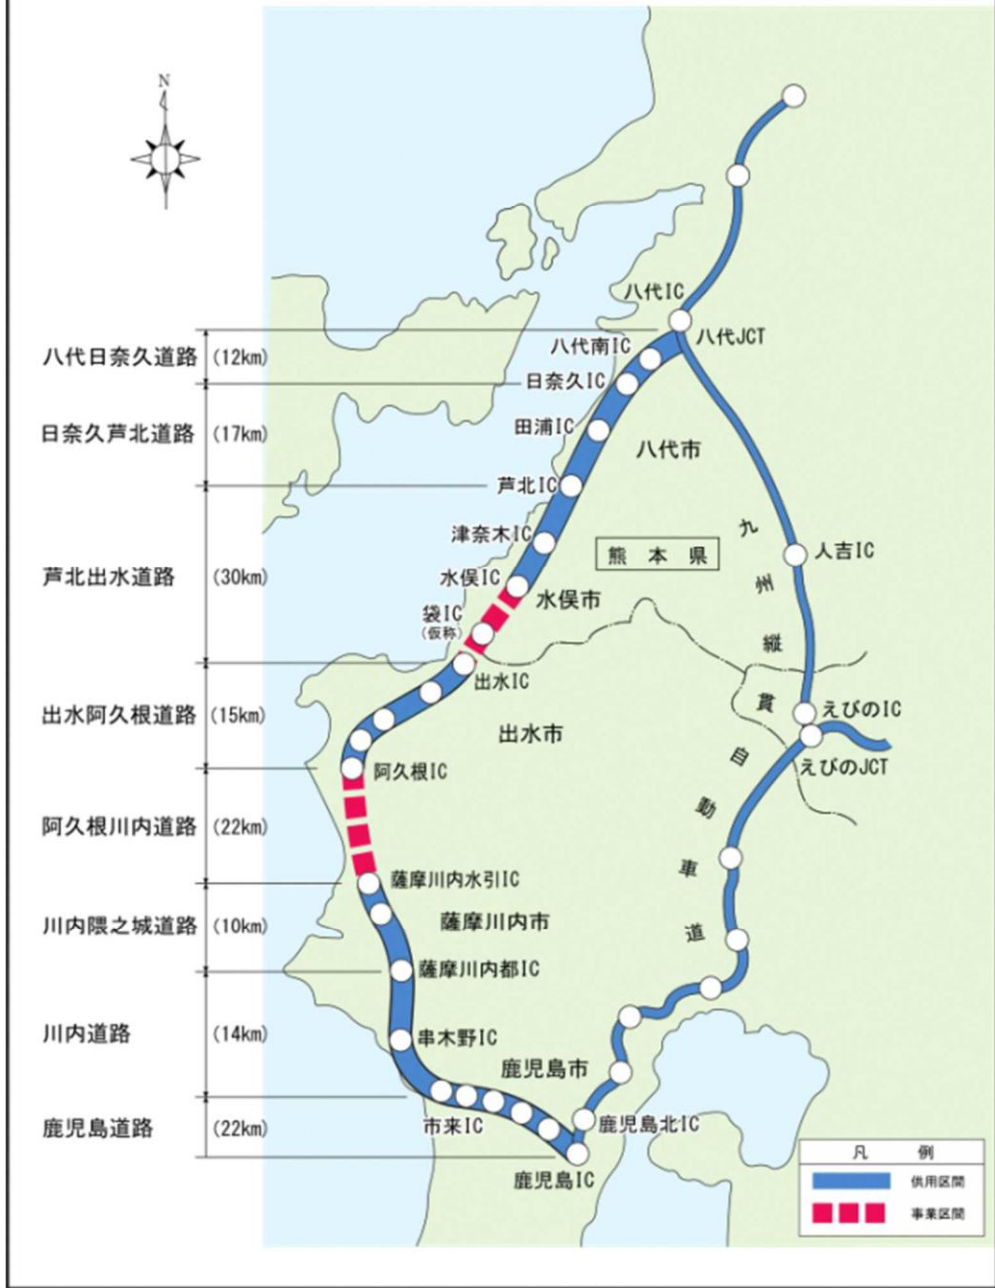 N
八代IC
八代JCT
八代日奈久道路 (12km)
八代南IC
日奈久IC
日奈久芦北道路 (17km)
田浦IC
八代市
芦北IC
津奈木IC
九州縦貫自動車道
熊本県
人吉IC
芦北出水道路 (30km)
水俣IC
水俣市
袋IC
(仮称)
出水IC
出水阿久根道路 (15km)
出水市
えびのIC
えびのJCT
阿久根IC
阿久根川内道路 (22km)
薩摩川内水引IC
川内隈之城道路 (10km)
薩摩川内市
薩摩川内都IC
川内道路 (14km)
串木野IC
鹿児島市
鹿児島道路 (22km)
市来IC
鹿児島北IC
鹿児島IC
凡例
供用区間
事業区間